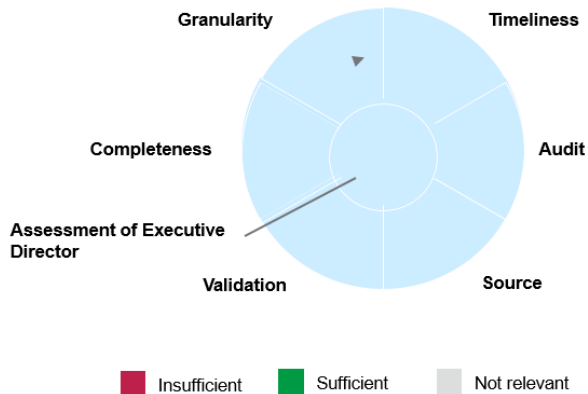 Granularity
Timeliness
Completeness
Audit
Assessment of Executive
Director
Validation
Source
Insufficient
Sufficient
Not relevant